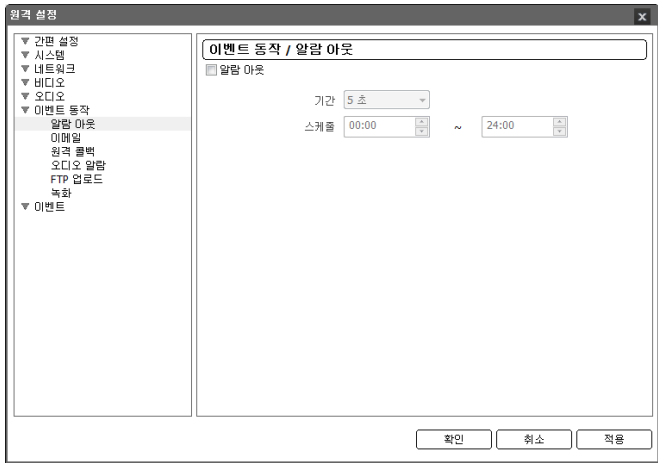 원격 설정
x
간편 설정
시스템
네트워크
비디오
오디오
이벤트 동작
알람 아웃
이메일
원격 콜백
오디오 알람
FTP 업로드
녹화
이벤트
이벤트 동작 / 알람 아웃
알람 아웃
기간 5 초
스케줄 00:00 ~ 24:00
확인 취소 적용